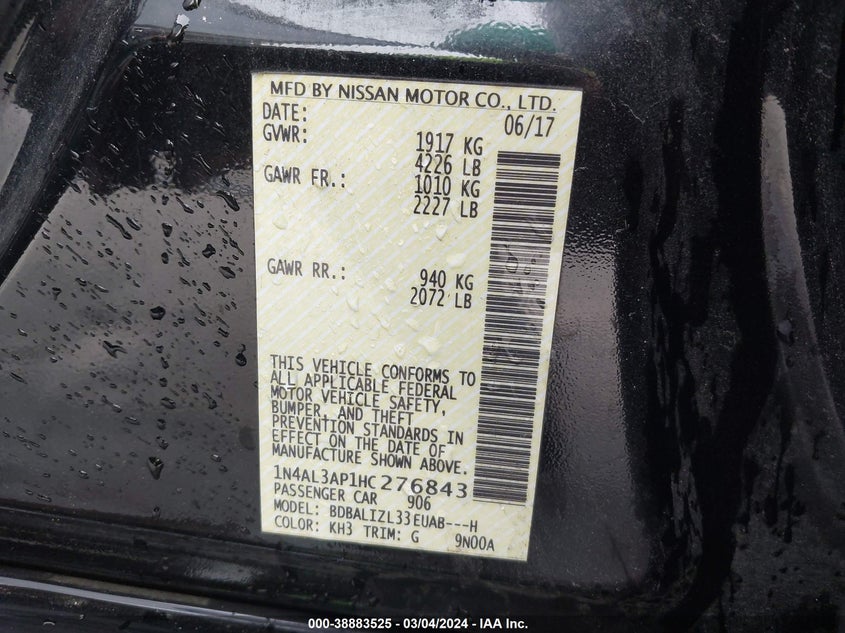 MFD BY NISSAN MOTOR CO., LTD.
DATE: 06/17
GVWR: 1917 KG
4226 LB
GAWR FR.: 1010 KG
2227 LB
GAWR RR.: 940 KG
2072 LB
THIS VEHICLE CONFORMS TO
ALL APPLICABLE FEDERAL
MOTOR VEHICLE SAFETY,
BUMPER, AND THEFT
PREVENTION STANDARDS IN
EFFECT ON THE DATE OF
MANUFACTURE SHOWN ABOVE.
1N4AL3AP1HC276843
PASSENGER CAR 906
MODEL: BDBALIZL33EUAB---H
COLOR: KH3 TRIM: G 9N00A
000-38883525 - 03/04/2024 - IAA Inc.